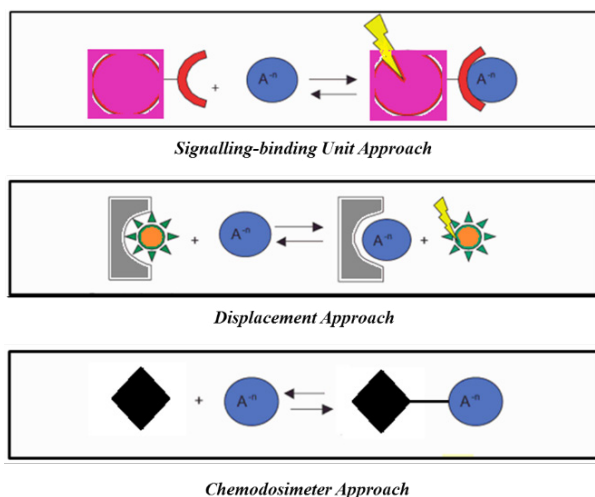 + A⁻ⁿ A⁻ⁿ
Signalling-binding Unit Approach
+ A⁻ⁿ A⁻ⁿ +
Displacement Approach
+ A⁻ⁿ A⁻ⁿ
Chemodosimeter Approach